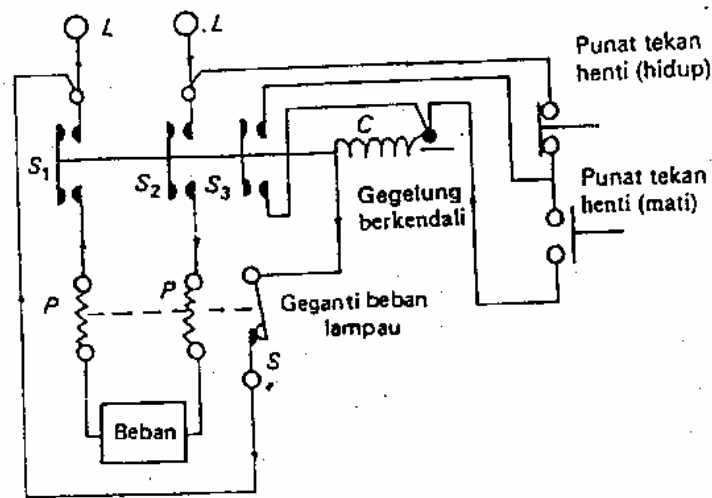 L
.L
Punat tekan
henti (hidup)
C
S1
S2
S3
Gegelung
berkendali
Punat tekan
henti (mati)
P
P
Geganti beban
lampau
S
Beban